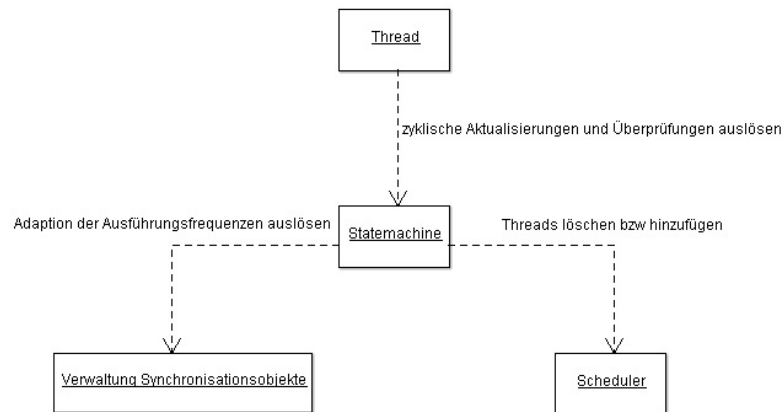 Thread
zyklische Aktualisierungen und Überprüfungen auslösen
Statemachine
Adaption der Ausführungsfrequenzen auslösen
Threads löschen bzw hinzufügen
Verwaltung Synchronisationsobjekte
Scheduler